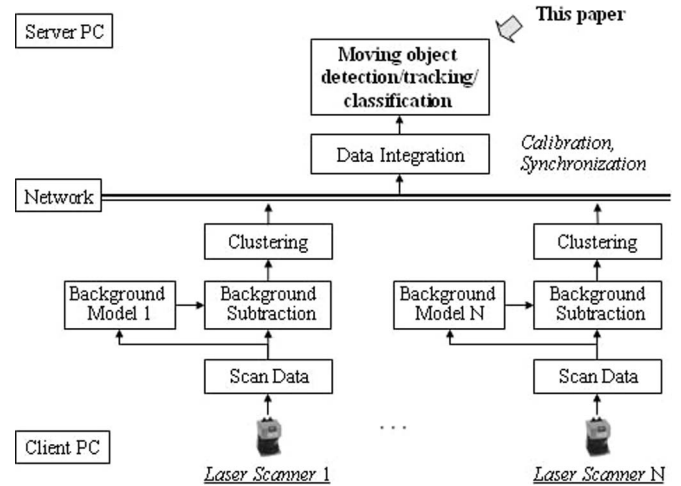 This paper
Server PC
Moving object
detection/tracking/
classification
Data Integration
Calibration,
Synchronization
Network
Clustering
Clustering
Background
Model 1
Background
Subtraction
Background
Model N
Background
Subtraction
Scan Data
Scan Data
. . .
Client PC
Laser Scanner 1
Laser Scanner N